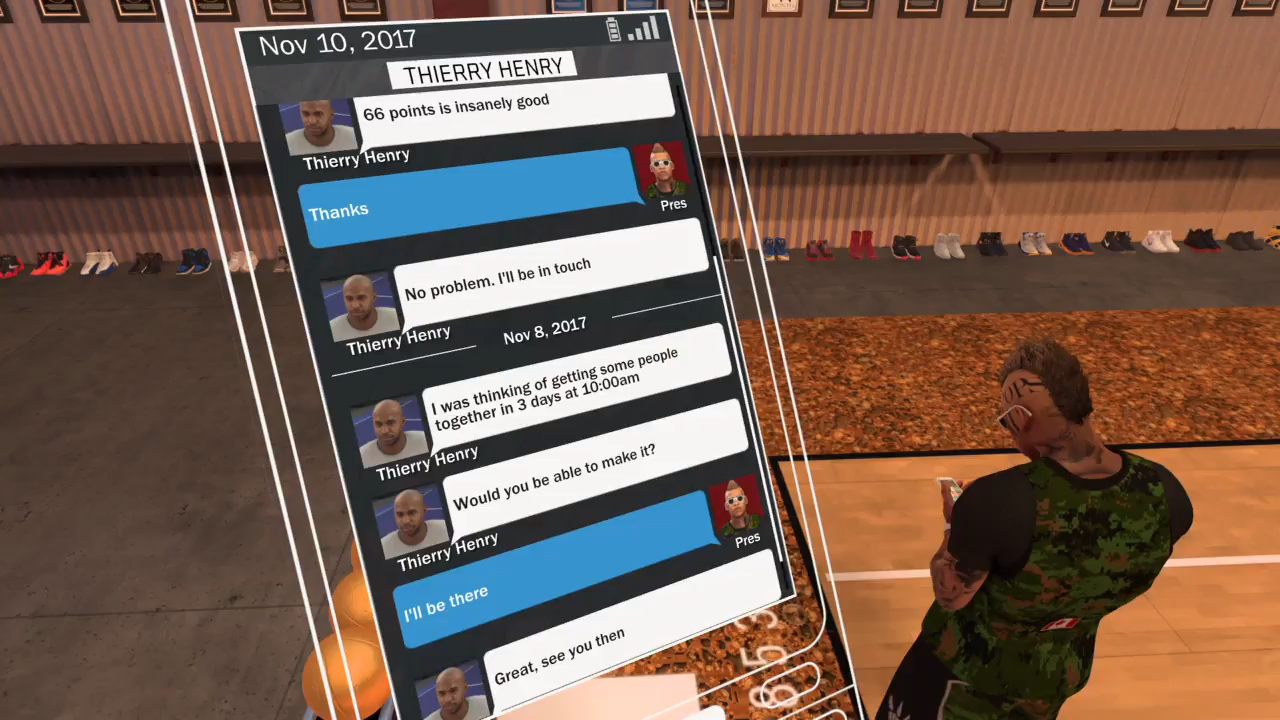 Nov 10, 2017
THIERRY HENRY
66 points is insanely good
Thierry Henry
Thanks
Pres
No problem. I'll be in touch
Thierry Henry
Nov 8, 2017
I was thinking of getting some people
together in 3 days at 10:00am
Thierry Henry
Would you be able to make it?
Thierry Henry
I'll be there
Pres
Great, see you then